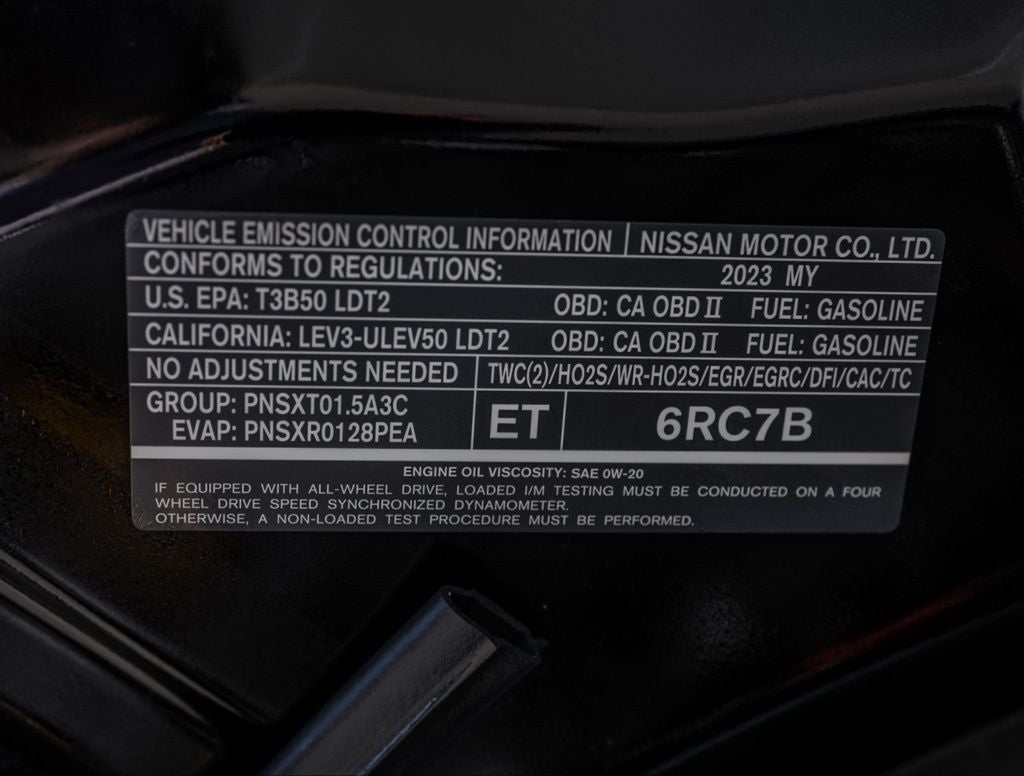 VEHICLE EMISSION CONTROL INFORMATION NISSAN MOTOR CO., LTD.
CONFORMS TO REGULATIONS: 2023 MY
U.S. EPA: T3B50 LDT2 OBD: CA OBD II FUEL: GASOLINE
CALIFORNIA: LEV3-ULEV50 LDT2 OBD: CA OBD II FUEL: GASOLINE
NO ADJUSTMENTS NEEDED TWC(2)/HO2S/WR-HO2S/EGR/EGRC/DFI/CAC/TC
GROUP: PNSXT01.5A3C
EVAP: PNSXR0128PEA
ET 6RC7B
ENGINE OIL VISCOSITY: SAE 0W-20
IF EQUIPPED WITH ALL-WHEEL DRIVE, LOADED I/M TESTING MUST BE CONDUCTED ON A FOUR
WHEEL DRIVE SPEED SYNCHRONIZED DYNAMOMETER.
OTHERWISE, A NON-LOADED TEST PROCEDURE MUST BE PERFORMED.